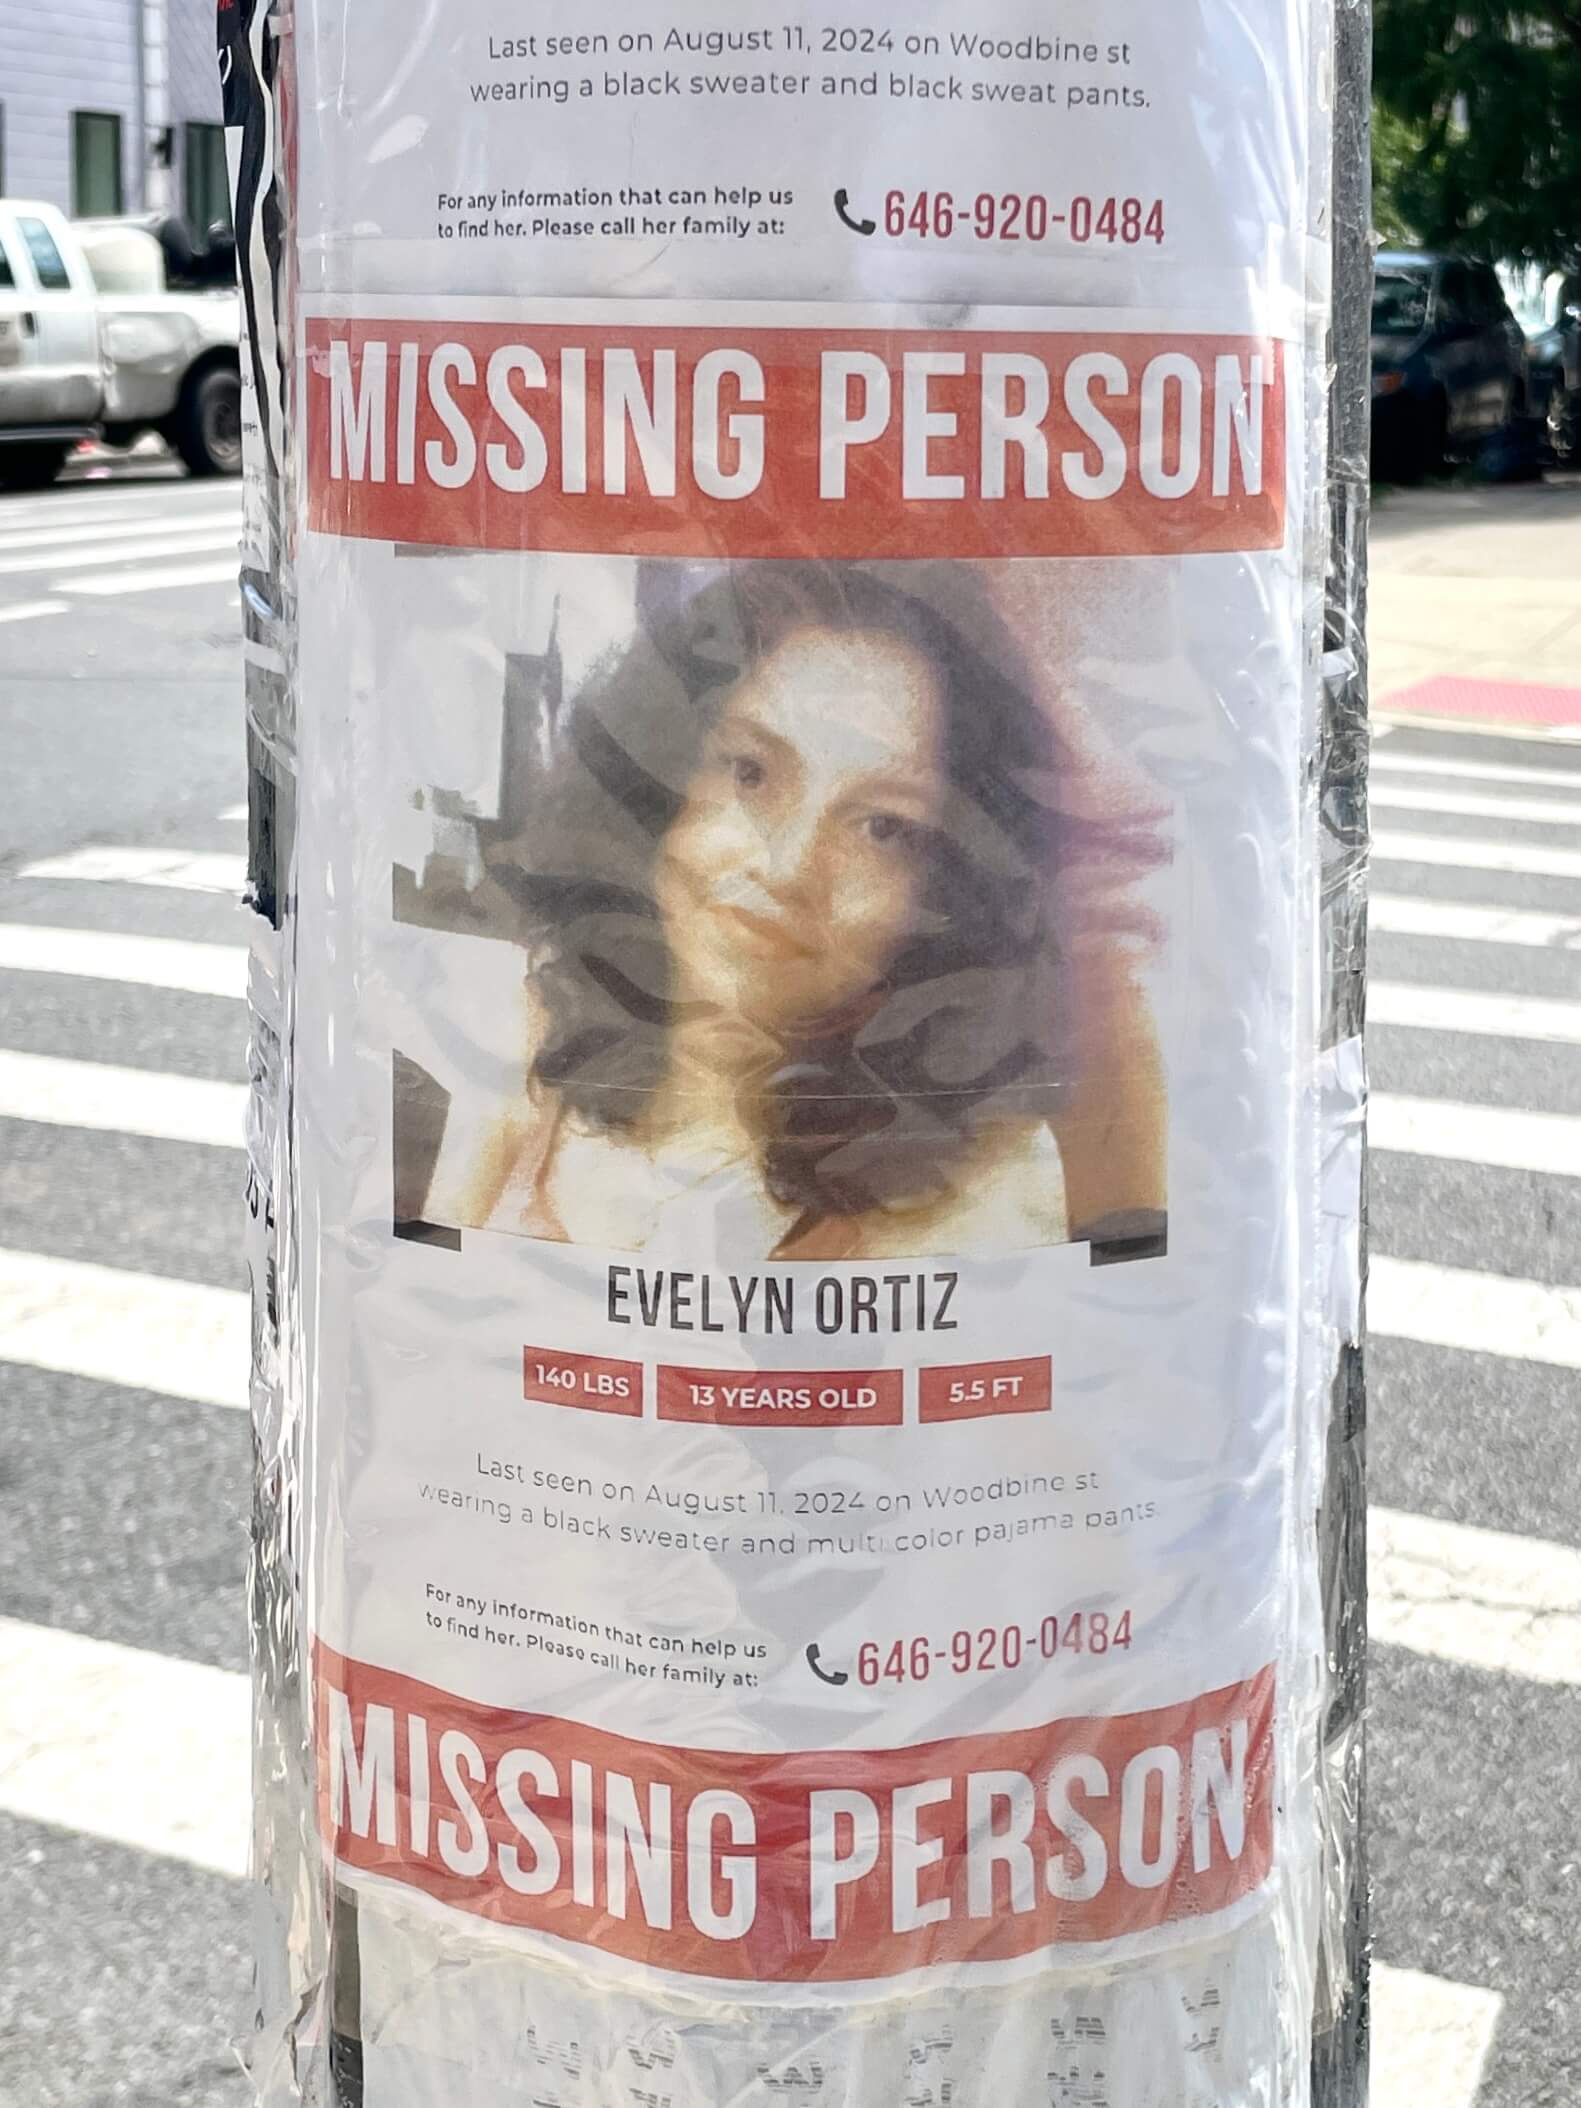 Last seen on August 11, 2024 on Woodbine st
wearing a black sweater and black sweat pants.
For any information that can help us
to find her. Please call her family at:
646-920-0484
MISSING PERSON
EVELYN ORTIZ
140 LBS
13 YEARS OLD
5.5 FT
Last seen on August 11, 2024 on Woodbine st
wearing a black sweater and multi color pajama pants.
For any information that can help us
to find her. Please call her family at:
646-920-0484
MISSING PERSON